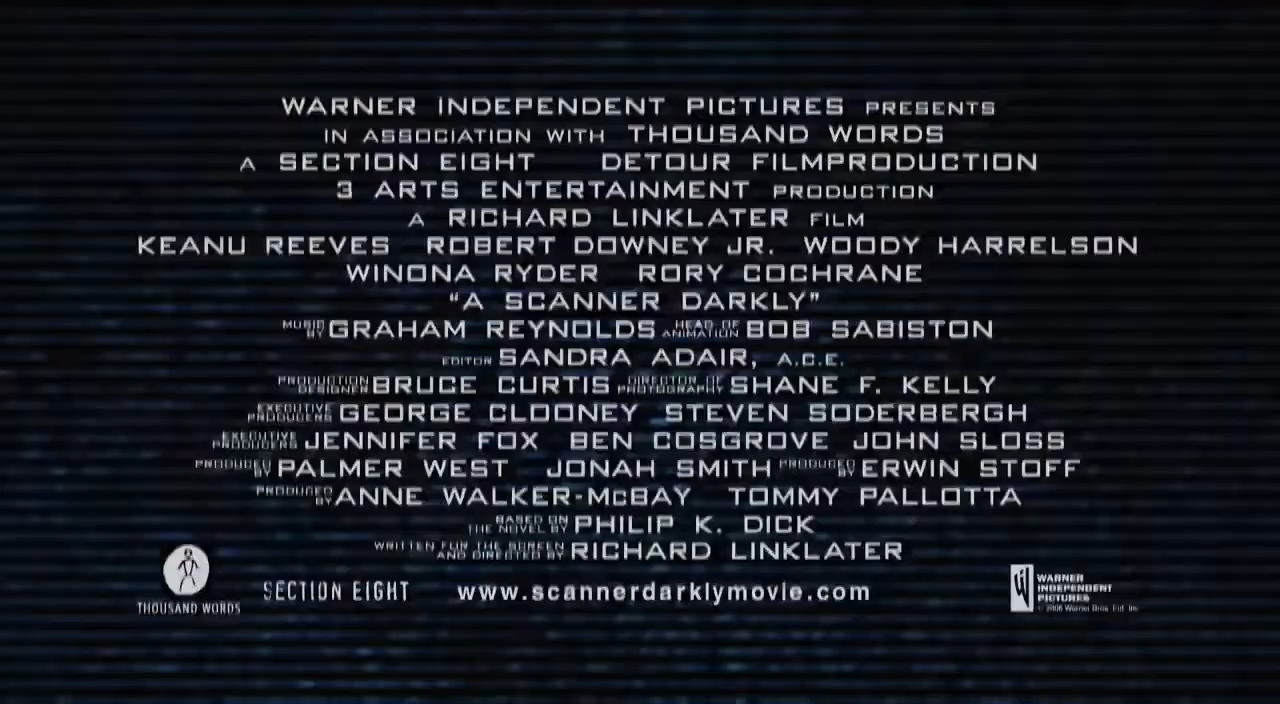 WARNER INDEPENDENT PICTURES PRESENTS
IN ASSOCIATION WITH THOUSAND WORDS
A SECTION EIGHT DETOUR FILMPRODUCTION
3 ARTS ENTERTAINMENT PRODUCTION
A RICHARD LINKLATER FILM
KEANU REEVES ROBERT DOWNEY JR. WOODY HARRELSON
WINONA RYDER RORY COCHRANE
"A SCANNER DARKLY"
MUSIC BY GRAHAM REYNOLDS HEAD OF ANIMATION BOB SABISTON
EDITOR SANDRA ADAIR, A.C.E.
PRODUCTION DESIGNER BRUCE CURTIS DIRECTOR OF PHOTOGRAPHY SHANE F. KELLY
EXECUTIVE PRODUCERS GEORGE CLOONEY STEVEN SODERBERGH
EXECUTIVE PRODUCERS JENNIFER FOX BEN COSGROVE JOHN SLOSS
PRODUCED BY PALMER WEST JONAH SMITH PRODUCED BY ERWIN STOFF
PRODUCED BY ANNE WALKER-McBAY TOMMY PALLOTTA
BASED ON THE NOVEL BY PHILIP K. DICK
WRITTEN FOR THE SCREEN AND DIRECTED BY RICHARD LINKLATER
THOUSAND WORDS
SECTION EIGHT
www.scannerdarklymovie.com
WARNER
INDEPENDENT
PICTURES
© 2006 Warner Bros. Ent. Inc.